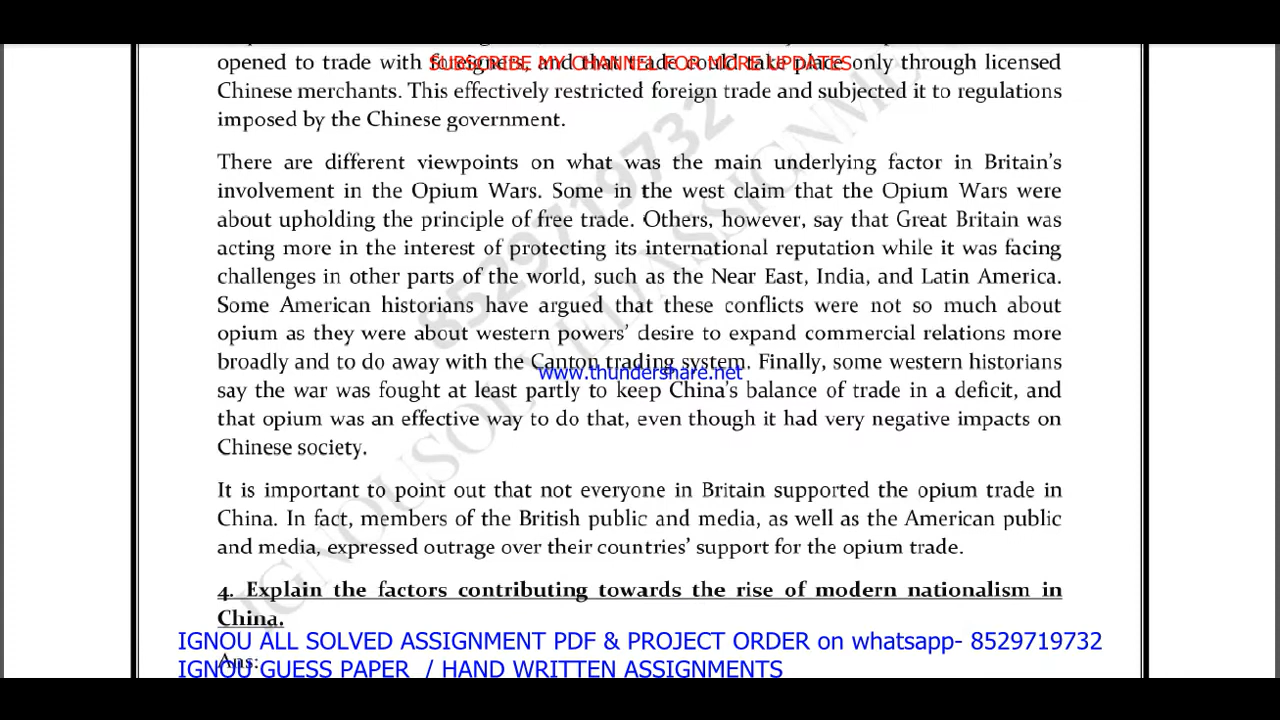 opened to trade with foreigners, and that trade could take place only through licensed
SUBSCRIBE MY CHANNEL FOR MORE UPDATES
Chinese merchants. This effectively restricted foreign trade and subjected it to regulations
imposed by the Chinese government.
There are different viewpoints on what was the main underlying factor in Britain's
involvement in the Opium Wars. Some in the west claim that the Opium Wars were
about upholding the principle of free trade. Others, however, say that Great Britain was
acting more in the interest of protecting its international reputation while it was facing
challenges in other parts of the world, such as the Near East, India, and Latin America.
Some American historians have argued that these conflicts were not so much about
opium as they were about western powers' desire to expand commercial relations more
broadly and to do away with the Canton trading system. Finally, some western historians
www.thundershare.net
say the war was fought at least partly to keep China's balance of trade in a deficit, and
that opium was an effective way to do that, even though it had very negative impacts on
Chinese society.
It is important to point out that not everyone in Britain supported the opium trade in
China. In fact, members of the British public and media, as well as the American public
and media, expressed outrage over their countries' support for the opium trade.
4. Explain the factors contributing towards the rise of modern nationalism in
China.
IGNOU ALL SOLVED ASSIGNMENT PDF & PROJECT ORDER on whatsapp- 8529719732
Ans:
IGNOU GUESS PAPER / HAND WRITTEN ASSIGNMENTS
8529719732